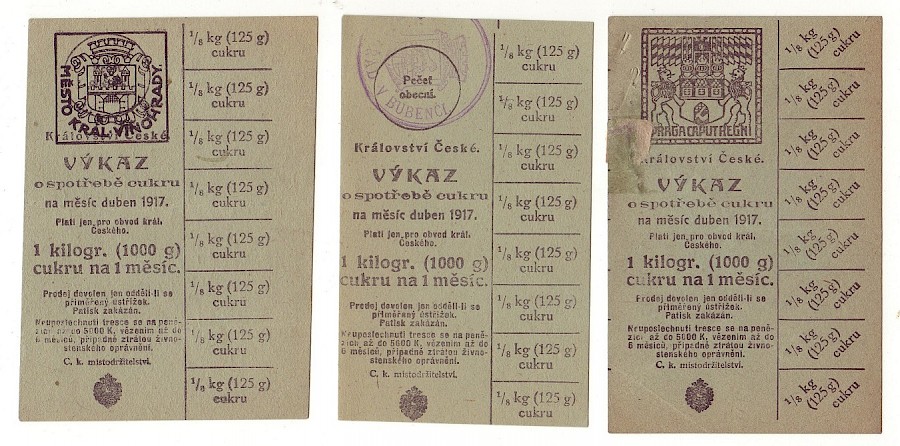 MĚSTO KRÁL. VINOHRADY
Království České.
VÝKAZ
o spotřebě cukru
na měsíc duben 1917.
Platí jen pro obvod král.
Českého.
1 kilogr. (1000 g)
cukru na 1 měsíc.
Prodej dovolen jen oddělí-li se
přiměřený ústřižek.
Patisk zakázán.
Neuposlechnutí tresce se na peně-
zích až do 5000 K, vězením až do
6 měsíců, případně ztrátou živno-
stenského oprávnění.
C. k. místodržitelství.
1/8 kg (125 g)
cukru
1/8 kg (125 g)
cukru
1/8 kg (125 g)
cukru
1/8 kg (125 g)
cukru
1/8 kg (125 g)
cukru
1/8 kg (125 g)
cukru
1/8 kg (125 g)
cukru
1/8 kg (125 g)
cukru
V BUBENČI
Pečeť
obecní.
Království České.
VÝKAZ
o spotřebě cukru
na měsíc duben 1917.
Platí jen pro obvod král.
Českého.
1 kilogr. (1000 g)
cukru na 1 měsíc.
Prodej dovolen jen oddělí-li se
přiměřený ústřižek.
Patisk zakázán.
Neuposlechnutí tresce se na peně-
zích až do 5000 K, vězením až do
6 měsíců, případně ztrátou živno-
stenského oprávnění.
C. k. místodržitelství.
1/8 kg (125 g)
cukru
1/8 kg (125 g)
cukru
1/8 kg (125 g)
cukru
1/8 kg (125 g)
cukru
1/8 kg (125 g)
cukru
1/8 kg (125 g)
cukru
1/8 kg (125 g)
cukru
1/8 kg (125 g)
cukru
PRAGA CAPUT REGNI
Království České.
VÝKAZ
o spotřebě cukru
na měsíc duben 1917.
Platí jen pro obvod král.
Českého.
1 kilogr. (1000 g)
cukru na 1 měsíc.
Prodej dovolen jen oddělí-li se
přiměřený ústřižek.
Patisk zakázán.
Neuposlechnutí tresce se na peně-
zích až do 5000 K, vězením až do
6 měsíců, případně ztrátou živno-
stenského oprávnění.
C. k. místodržitelství.
1/8 kg
(125 g)
cukru
1/8 kg
(125 g)
cukru
1/8 kg
(125 g)
cukru
1/8 kg
(125 g)
cukru
1/8 kg
(125 g)
cukru
1/8 kg
(125 g)
cukru
1/8 kg
(125 g)
cukru
1/8 kg
(125 g)
cukru